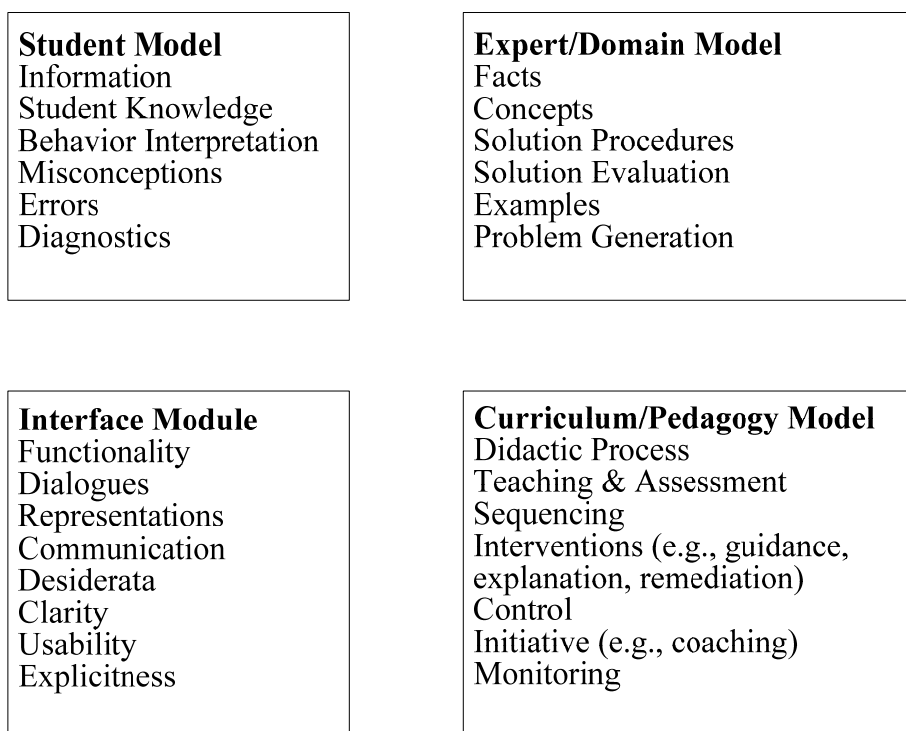 Student Model
Information
Student Knowledge
Behavior Interpretation
Misconceptions
Errors
Diagnostics
Expert/Domain Model
Facts
Concepts
Solution Procedures
Solution Evaluation
Examples
Problem Generation
Interface Module
Functionality
Dialogues
Representations
Communication
Desiderata
Clarity
Usability
Explicitness
Curriculum/Pedagogy Model
Didactic Process
Teaching & Assessment
Sequencing
Interventions (e.g., guidance,
explanation, remediation)
Control
Initiative (e.g., coaching)
Monitoring